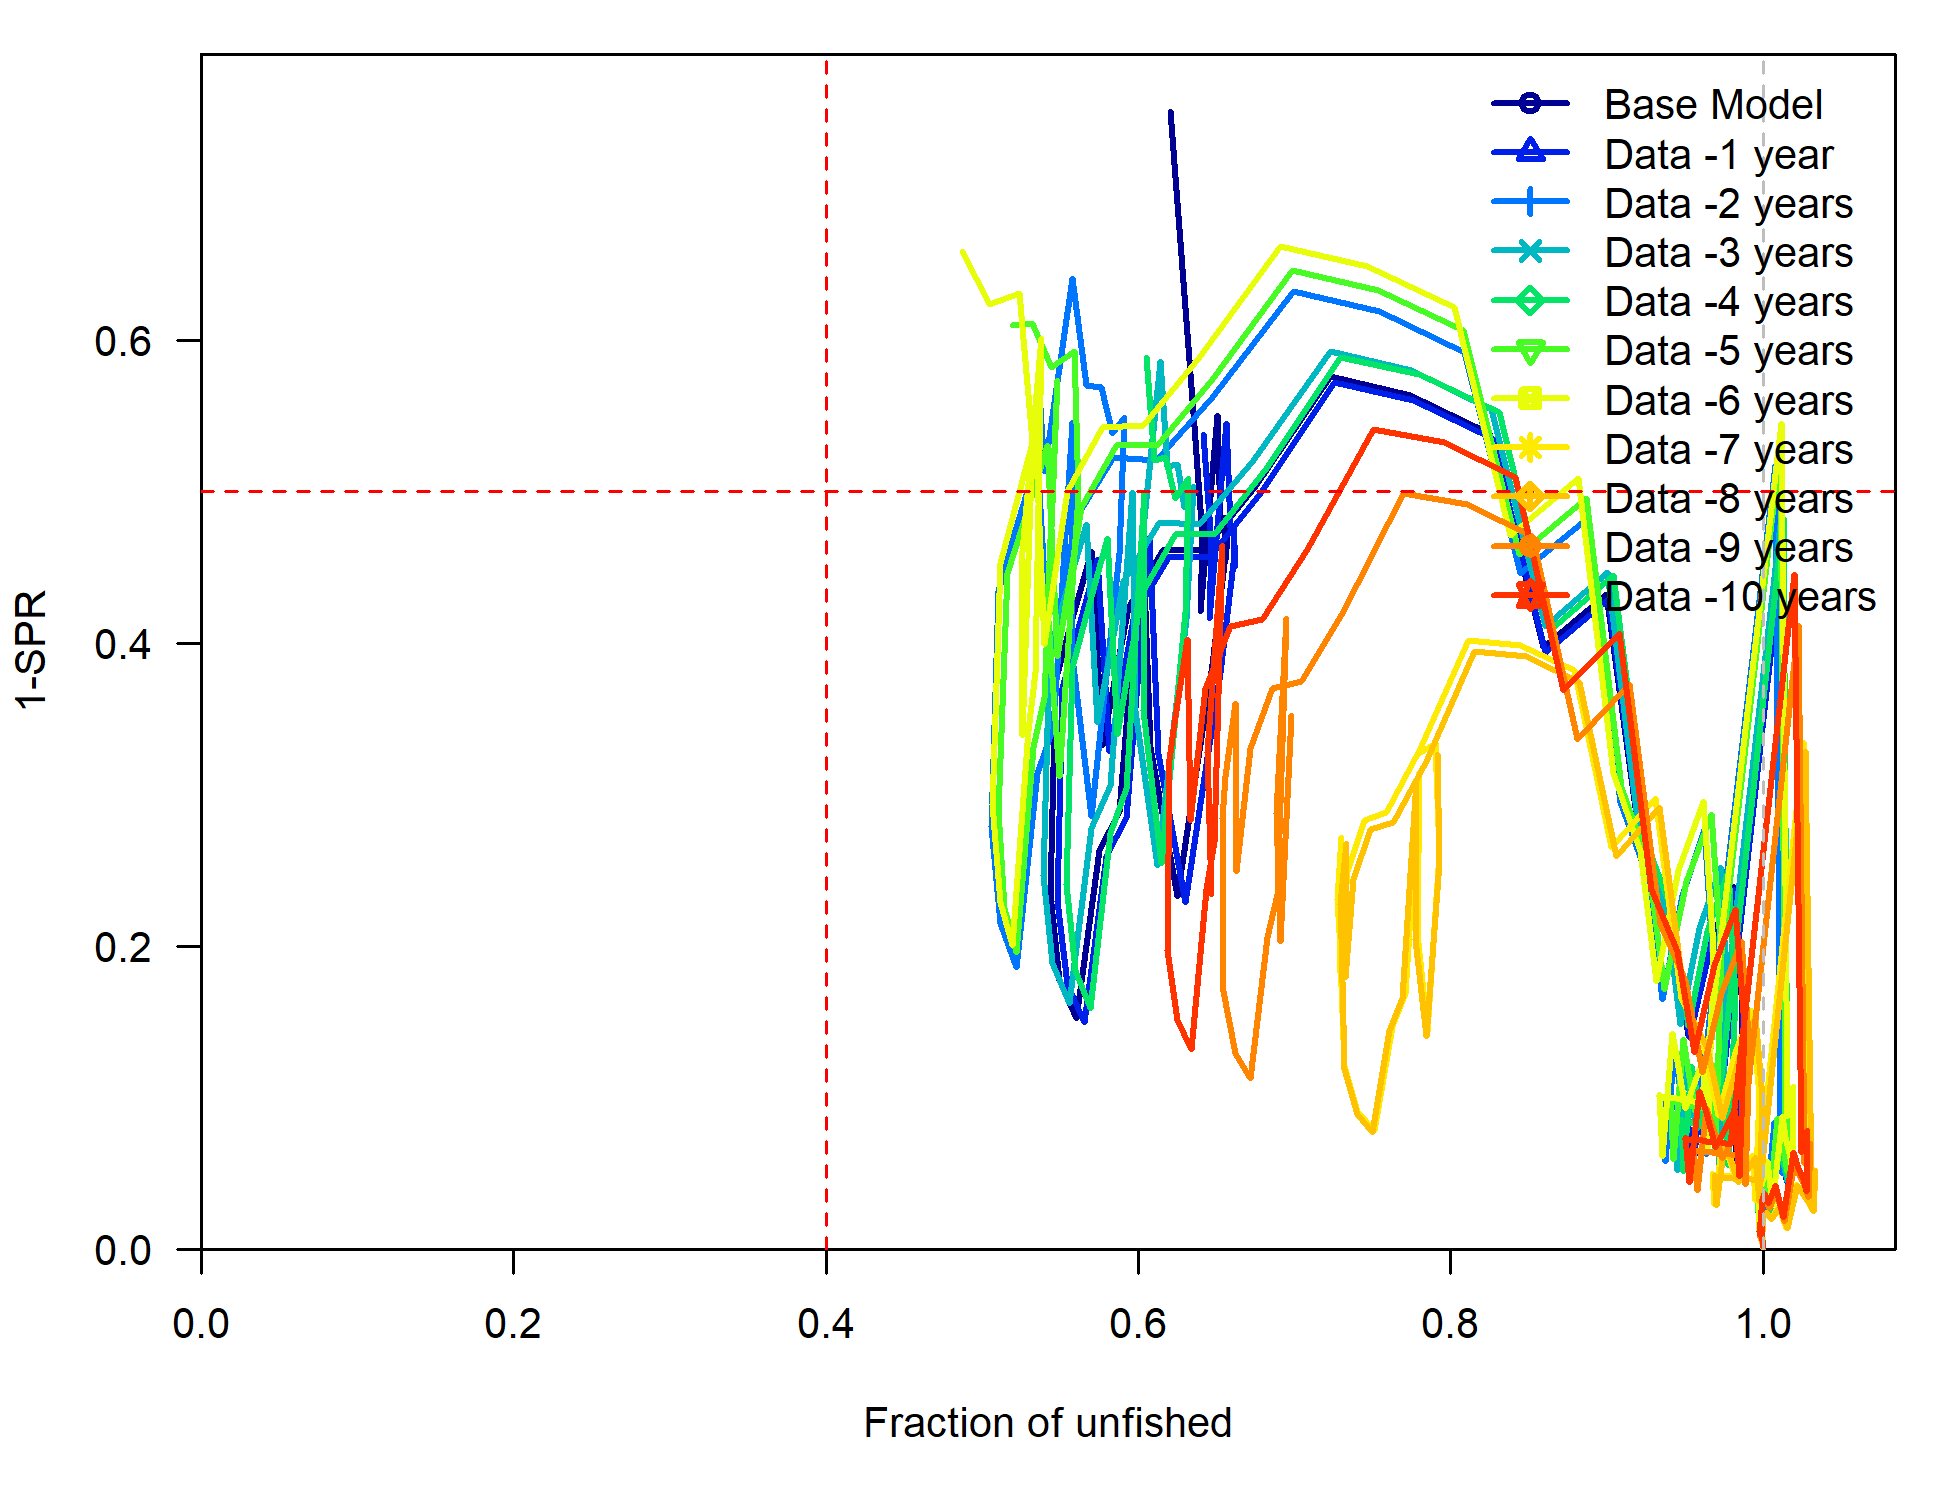 Base Model
Data -1 year
Data -2 years
Data -3 years
Data -4 years
Data -5 years
Data -6 years
Data -7 years
Data -8 years
Data -9 years
Data -10 years
0.6
0.4
0.2
0.0
1-SPR
0.0 0.2 0.4 0.6 0.8 1.0
Fraction of unfished